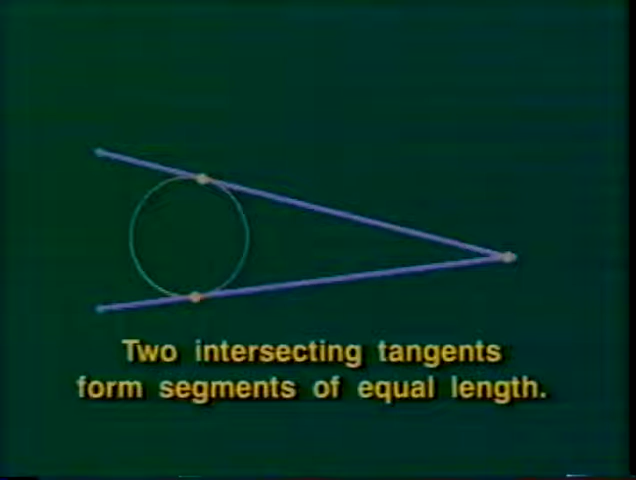 Two intersecting tangents
form segments of equal length.